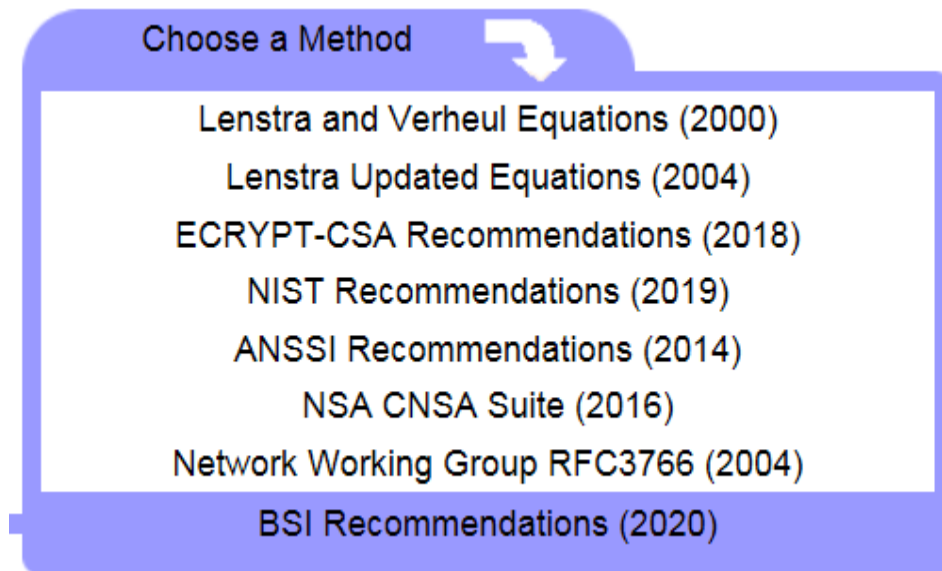 Choose a Method
Lenstra and Verheul Equations (2000)
Lenstra Updated Equations (2004)
ECRYPT-CSA Recommendations (2018)
NIST Recommendations (2019)
ANSSI Recommendations (2014)
NSA CNSA Suite (2016)
Network Working Group RFC3766 (2004)
BSI Recommendations (2020)